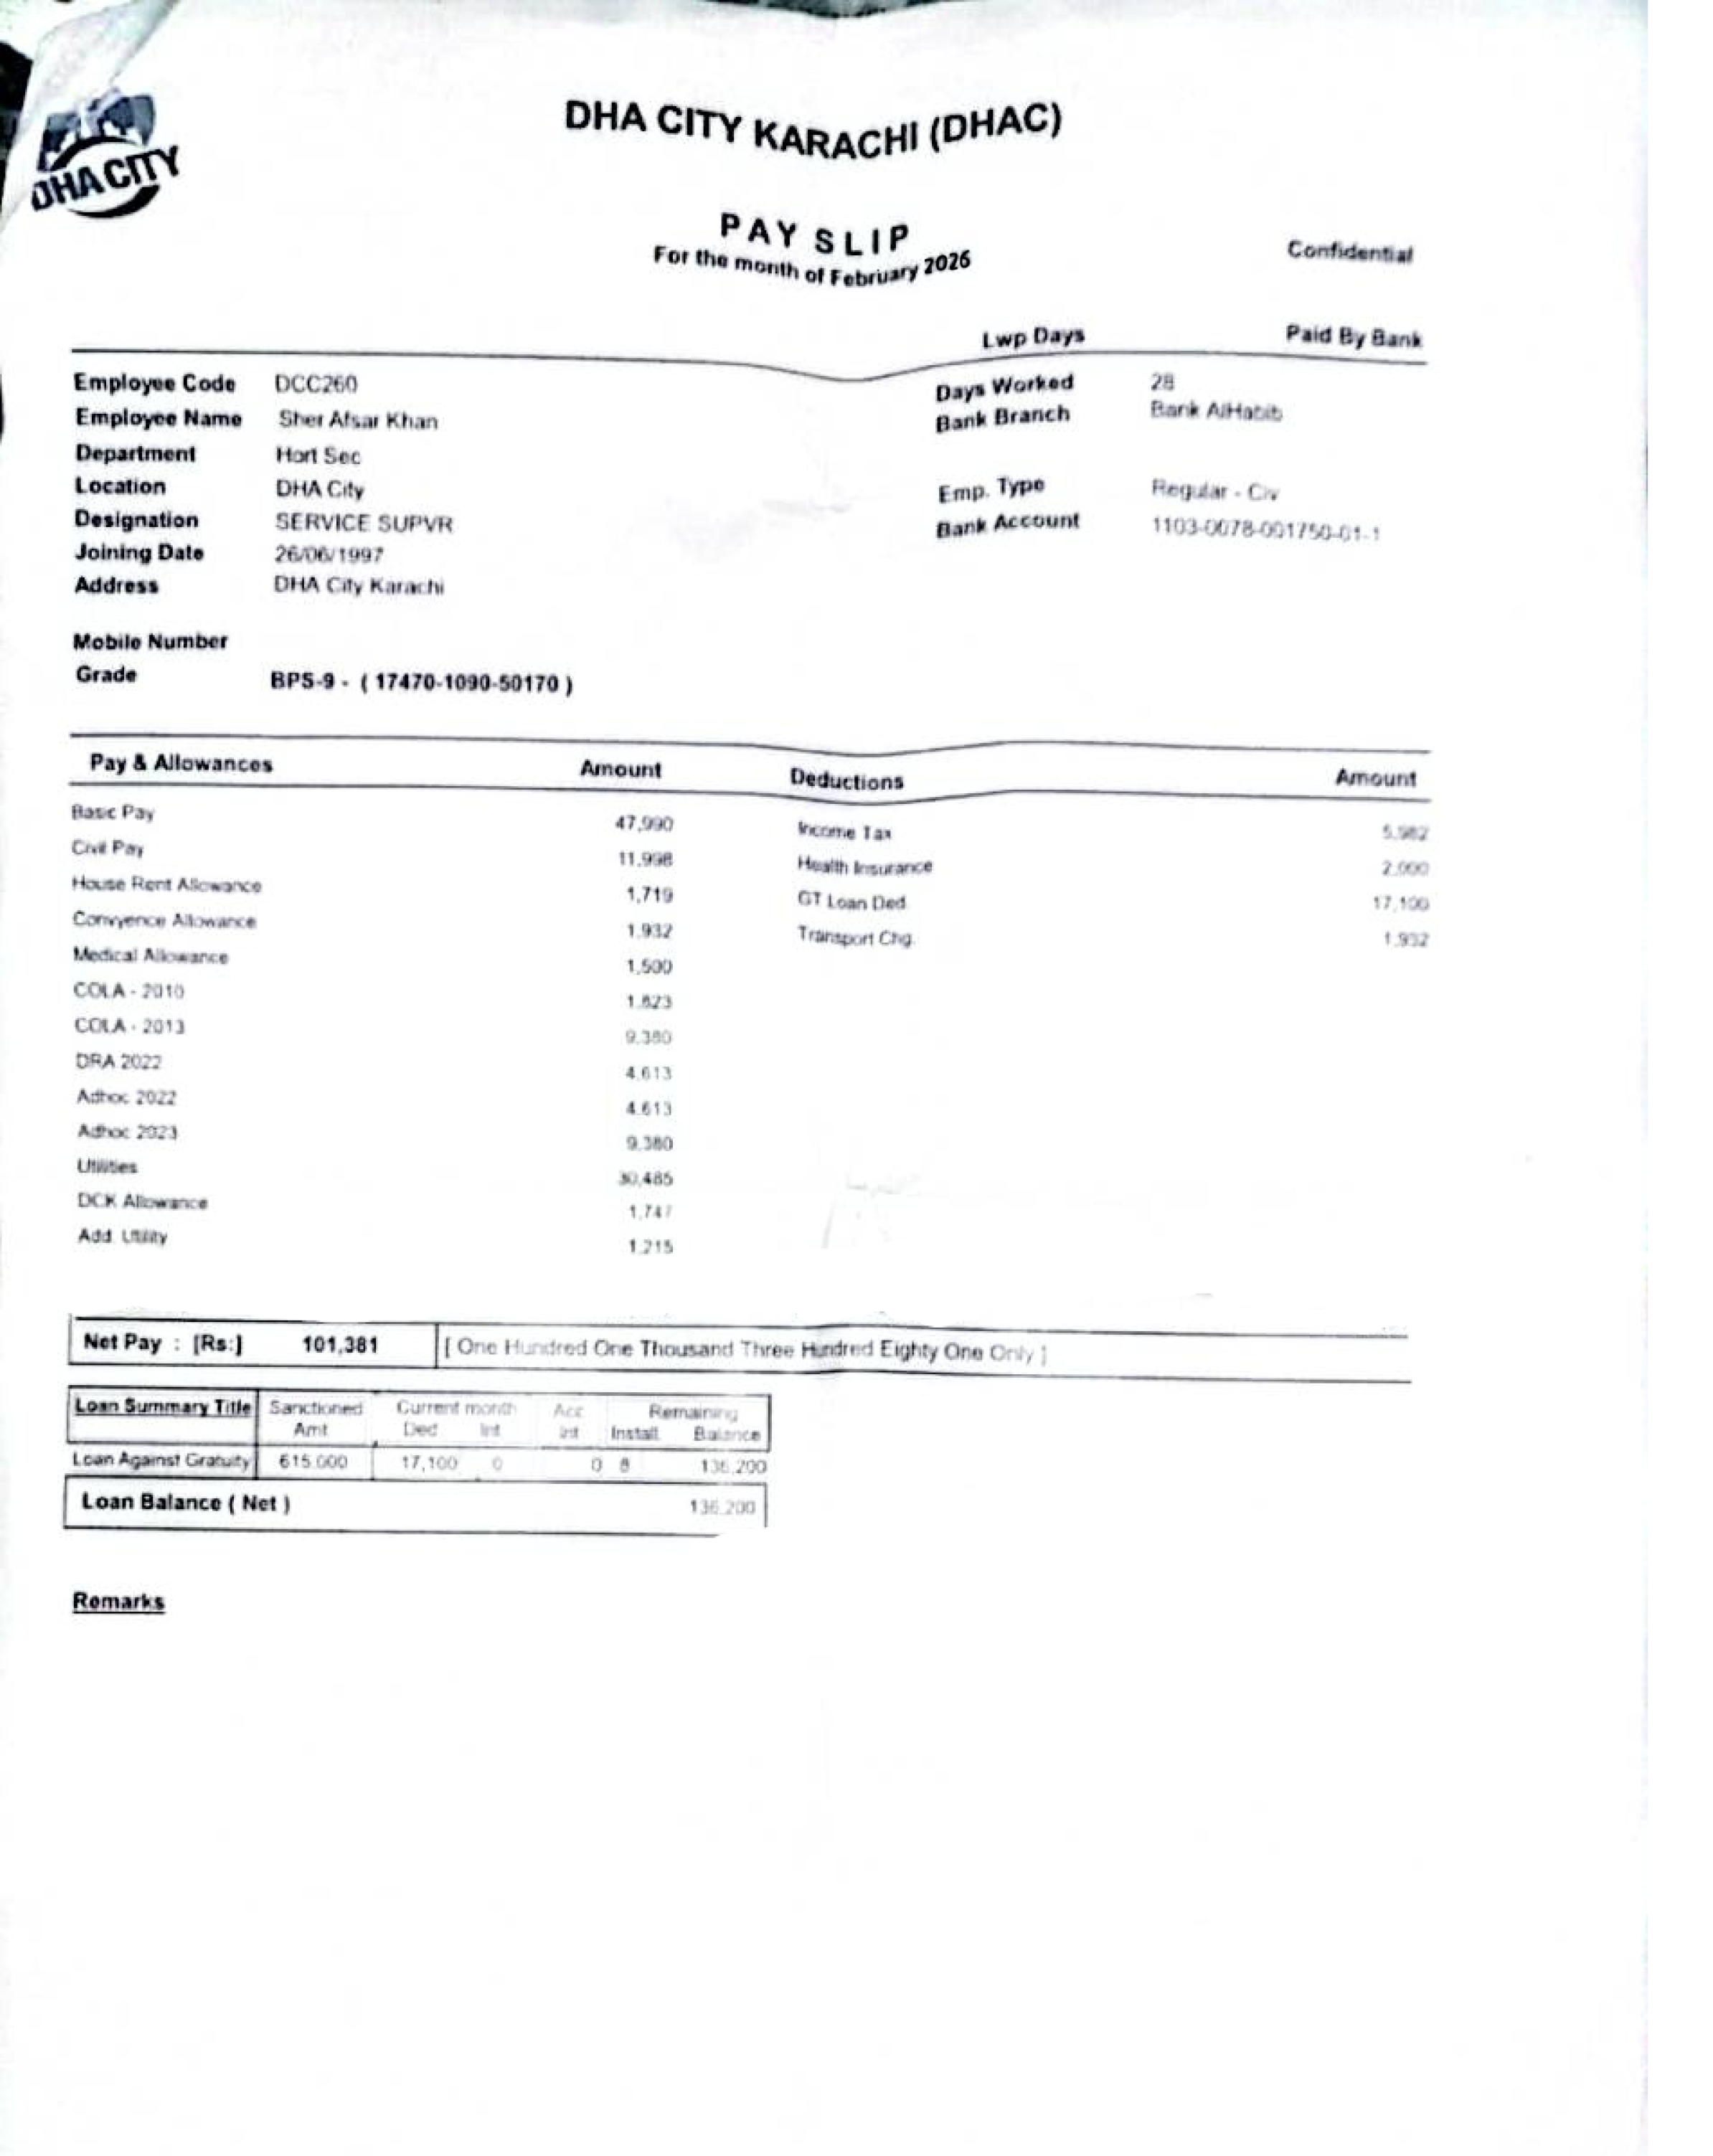 DHA CITY
DHA CITY KARACHI (DHAC)
PAY SLIP
For the month of February 2026
Confidential
Lwp Days Paid By Bank
Employee Code DCC260 Days Worked 28
Employee Name Sher Afsar Khan Bank Branch Bank AlHabib
Department Hort Sec
Location DHA City Emp. Type Regular - Civ
Designation SERVICE SUPVR Bank Account 1103-0078-001750-01-1
Joining Date 26/06/1997
Address DHA City Karachi
Mobile Number
Grade BPS-9 - ( 17470-1090-50170 )
Pay & Allowances Amount Deductions Amount
Basic Pay 47,990 Income Tax 5,982
Civil Pay 11,998 Health Insurance 2,000
House Rent Allowance 1,719 GT Loan Ded 17,100
Convyence Allowance 1,932 Transport Chg. 1,932
Medical Allowance 1,500
COLA - 2010 1,823
COLA - 2013 9,380
DRA 2022 4,613
Adhoc 2022 4,613
Adhoc 2023 9,380
Utilities 30,485
DCK Allowance 1,747
Add. Utility 1,215
Net Pay : [Rs:] 101,381 [ One Hundred One Thousand Three Hundred Eighty One Only ]
Loan Summary Title Sanctioned Current month Acc Remaining
Amt Ded Int Int Install. Balance
Loan Against Gratuity 615,000 17,100 0 0 8 136,200
Loan Balance ( Net ) 136,200
Remarks